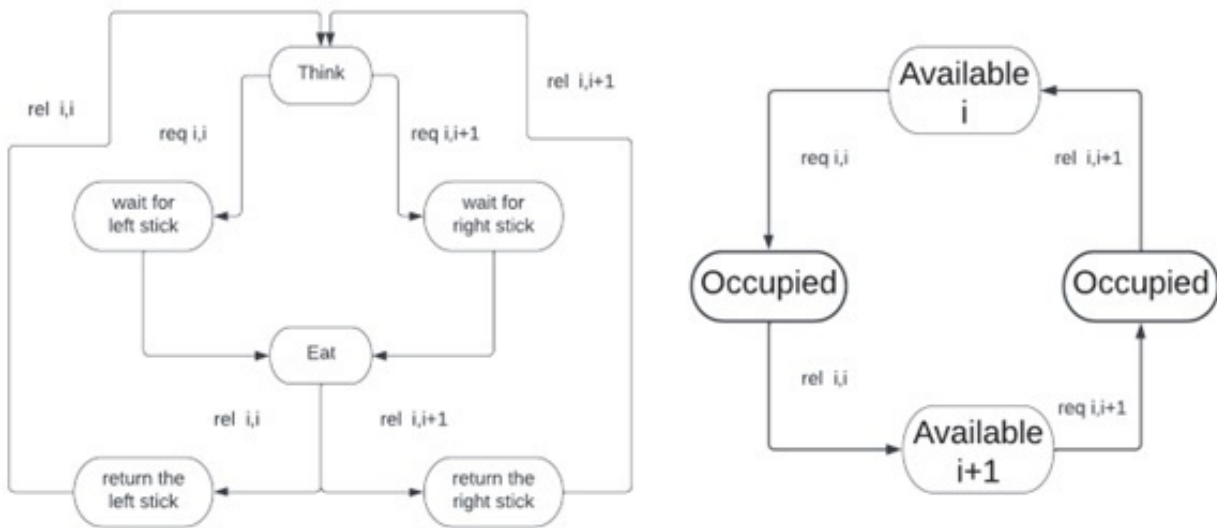 Think
rel i,i
rel i,i+1
req i,i
req i,i+1
wait for
left stick
wait for
right stick
Eat
rel i,i
rel i,i+1
return the
left stick
return the
right stick
Available
i
req i,i
rel i,i+1
Occupied
Occupied
rel i,i
req i,i+1
Available
i+1